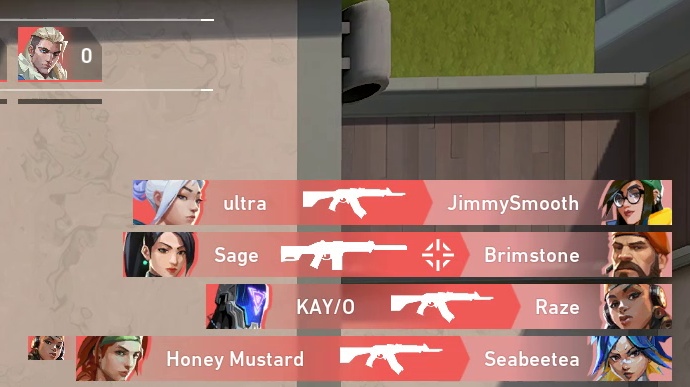 0
ultra JimmySmooth
Sage Brimstone
KAY/O Raze
Honey Mustard Seabeetea